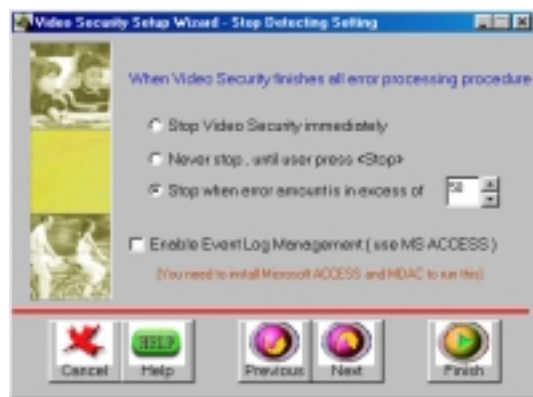 Video Security Setup Wizard - Stop Detecting Setting
When Video Security finishes all error processing procedure
Stop Video Security immediately
Never stop , until user press <Stop>
Stop when error amount is in excess of 50
Enable Event Log Management ( use MS ACCESS )
(You need to install Microsoft ACCESS and MDAC to run this)
Cancel
HELP
Help
Previous
Next
Finish